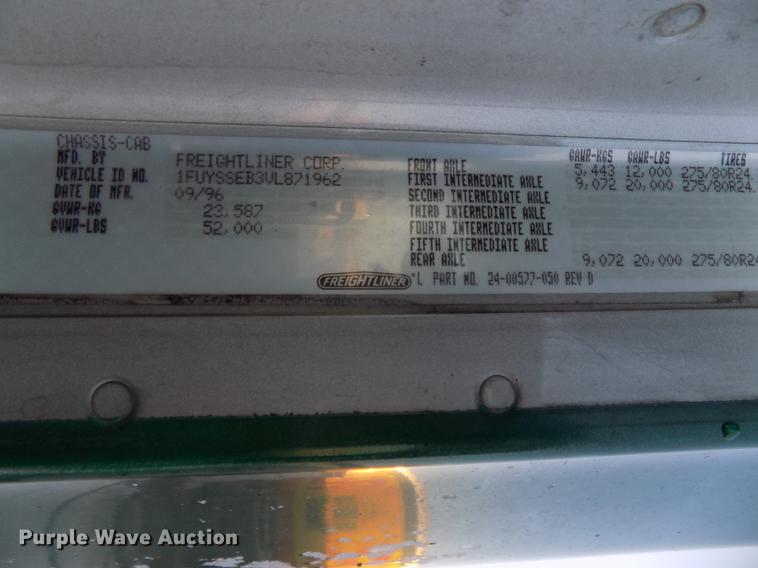 CHASSIS-CAB
MFD. BY FREIGHTLINER CORP.
VEHICLE ID NO. 1FUYSSEB3VL871962
DATE OF MFR. 09/96
GVWR-KG 23,587
GVWR-LBS 52,000
GAWR-KGS GAWR-LBS TIRES
FRONT AXLE 5,443 12,000 275/80R24.
FIRST INTERMEDIATE AXLE 9,072 20,000 275/80R24.
SECOND INTERMEDIATE AXLE
THIRD INTERMEDIATE AXLE
FOURTH INTERMEDIATE AXLE
FIFTH INTERMEDIATE AXLE
REAR AXLE 9,072 20,000 275/80R24
FREIGHTLINER *L PART NO. 24-00577-050 REV D
Purple Wave Auction